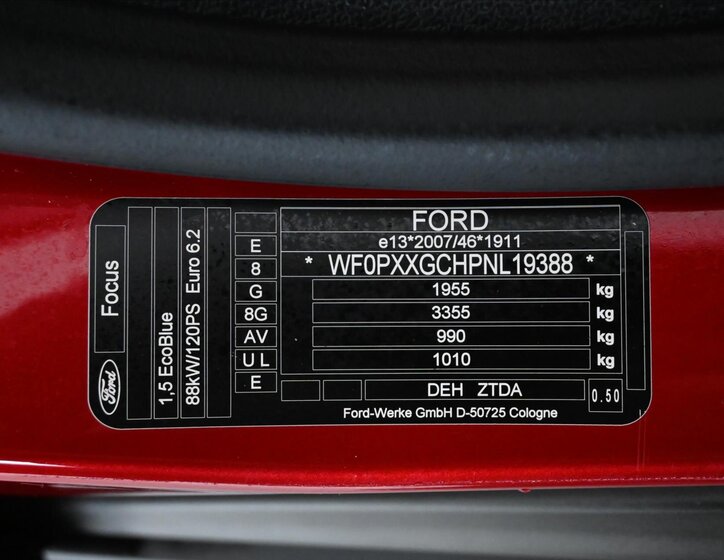 FORD
e13*2007/46*1911
* WF0PXXGCHPNL19388 *
1955 kg
3355 kg
990 kg
1010 kg
DEH ZTDA
0.50
Ford-Werke GmbH D-50725 Cologne
E
8
G
8G
AV
U L
E
Focus
Ford
1,5 EcoBlue
88kW/120PS Euro 6.2